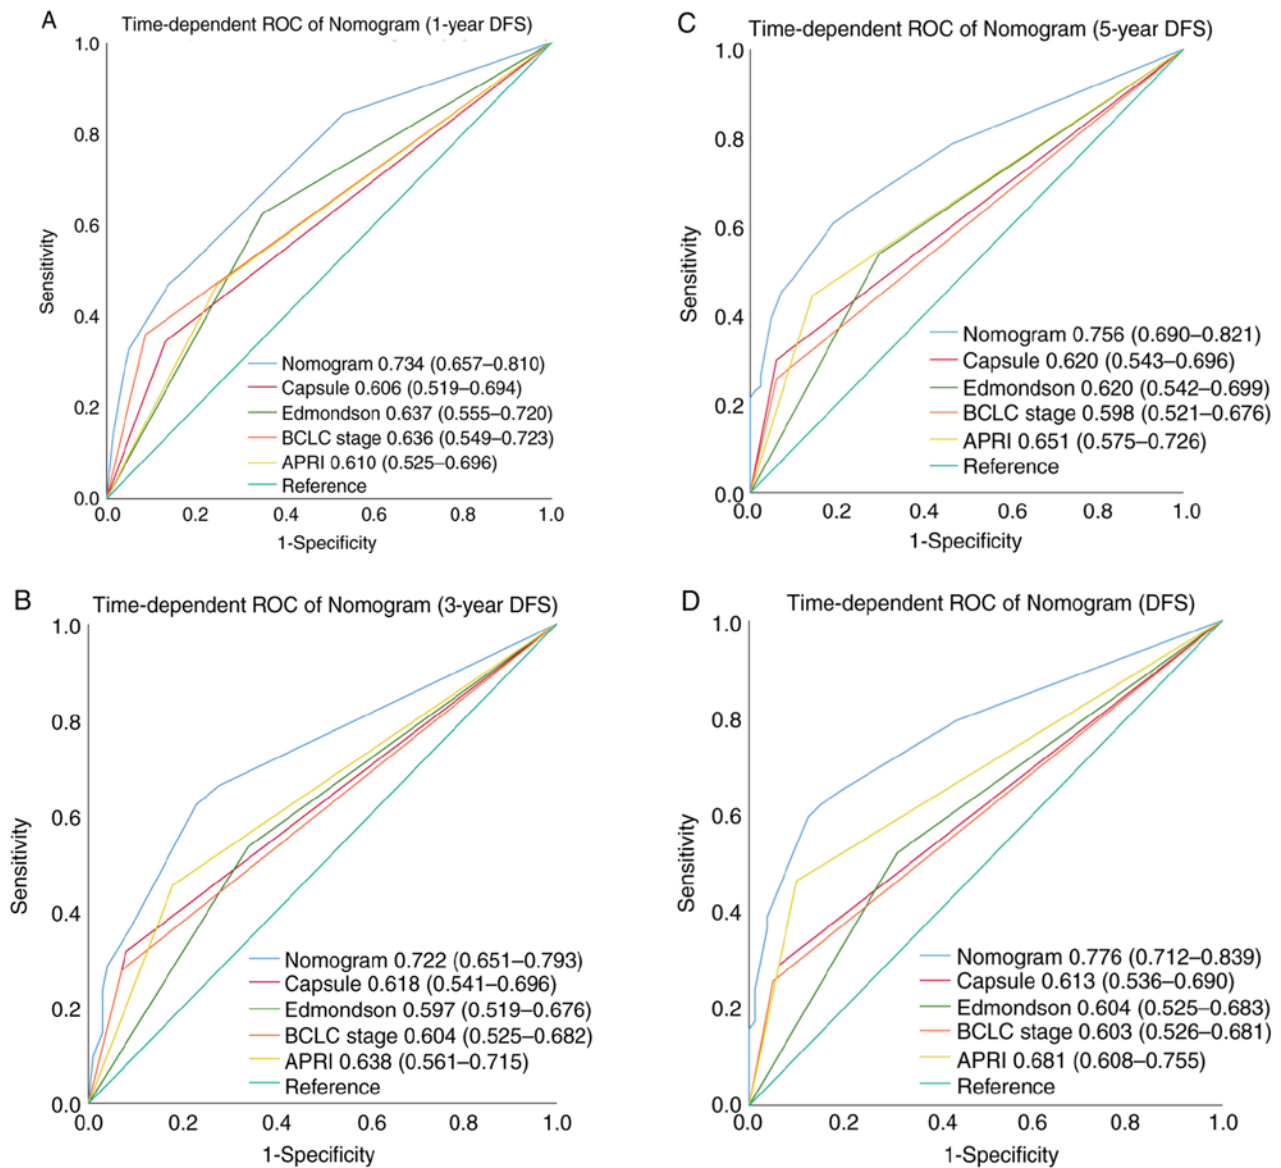 A
Time-dependent ROC of Nomogram (1-year DFS)
1.0
0.8
0.6
0.4
0.2
0.0
Sensitivity
Nomogram 0.734 (0.657–0.810)
Capsule 0.606 (0.519–0.694)
Edmondson 0.637 (0.555–0.720)
BCLC stage 0.636 (0.549–0.723)
APRI 0.610 (0.525–0.696)
Reference
0.0 0.2 0.4 0.6 0.8 1.0
1-Specificity
C
Time-dependent ROC of Nomogram (5-year DFS)
1.0
0.8
0.6
0.4
0.2
0.0
Sensitivity
Nomogram 0.756 (0.690–0.821)
Capsule 0.620 (0.543–0.696)
Edmondson 0.620 (0.542–0.699)
BCLC stage 0.598 (0.521–0.676)
APRI 0.651 (0.575–0.726)
Reference
0.0 0.2 0.4 0.6 0.8 1.0
1-Specificity
B
Time-dependent ROC of Nomogram (3-year DFS)
1.0
0.8
0.6
0.4
0.2
0.0
Sensitivity
Nomogram 0.722 (0.651–0.793)
Capsule 0.618 (0.541–0.696)
Edmondson 0.597 (0.519–0.676)
BCLC stage 0.604 (0.525–0.682)
APRI 0.638 (0.561–0.715)
Reference
0.0 0.2 0.4 0.6 0.8 1.0
1-Specificity
D
Time-dependent ROC of Nomogram (DFS)
1.0
0.8
0.6
0.4
0.2
0.0
Sensitivity
Nomogram 0.776 (0.712–0.839)
Capsule 0.613 (0.536–0.690)
Edmondson 0.604 (0.525–0.683)
BCLC stage 0.603 (0.526–0.681)
APRI 0.681 (0.608–0.755)
Reference
0.0 0.2 0.4 0.6 0.8 1.0
1-Specificity